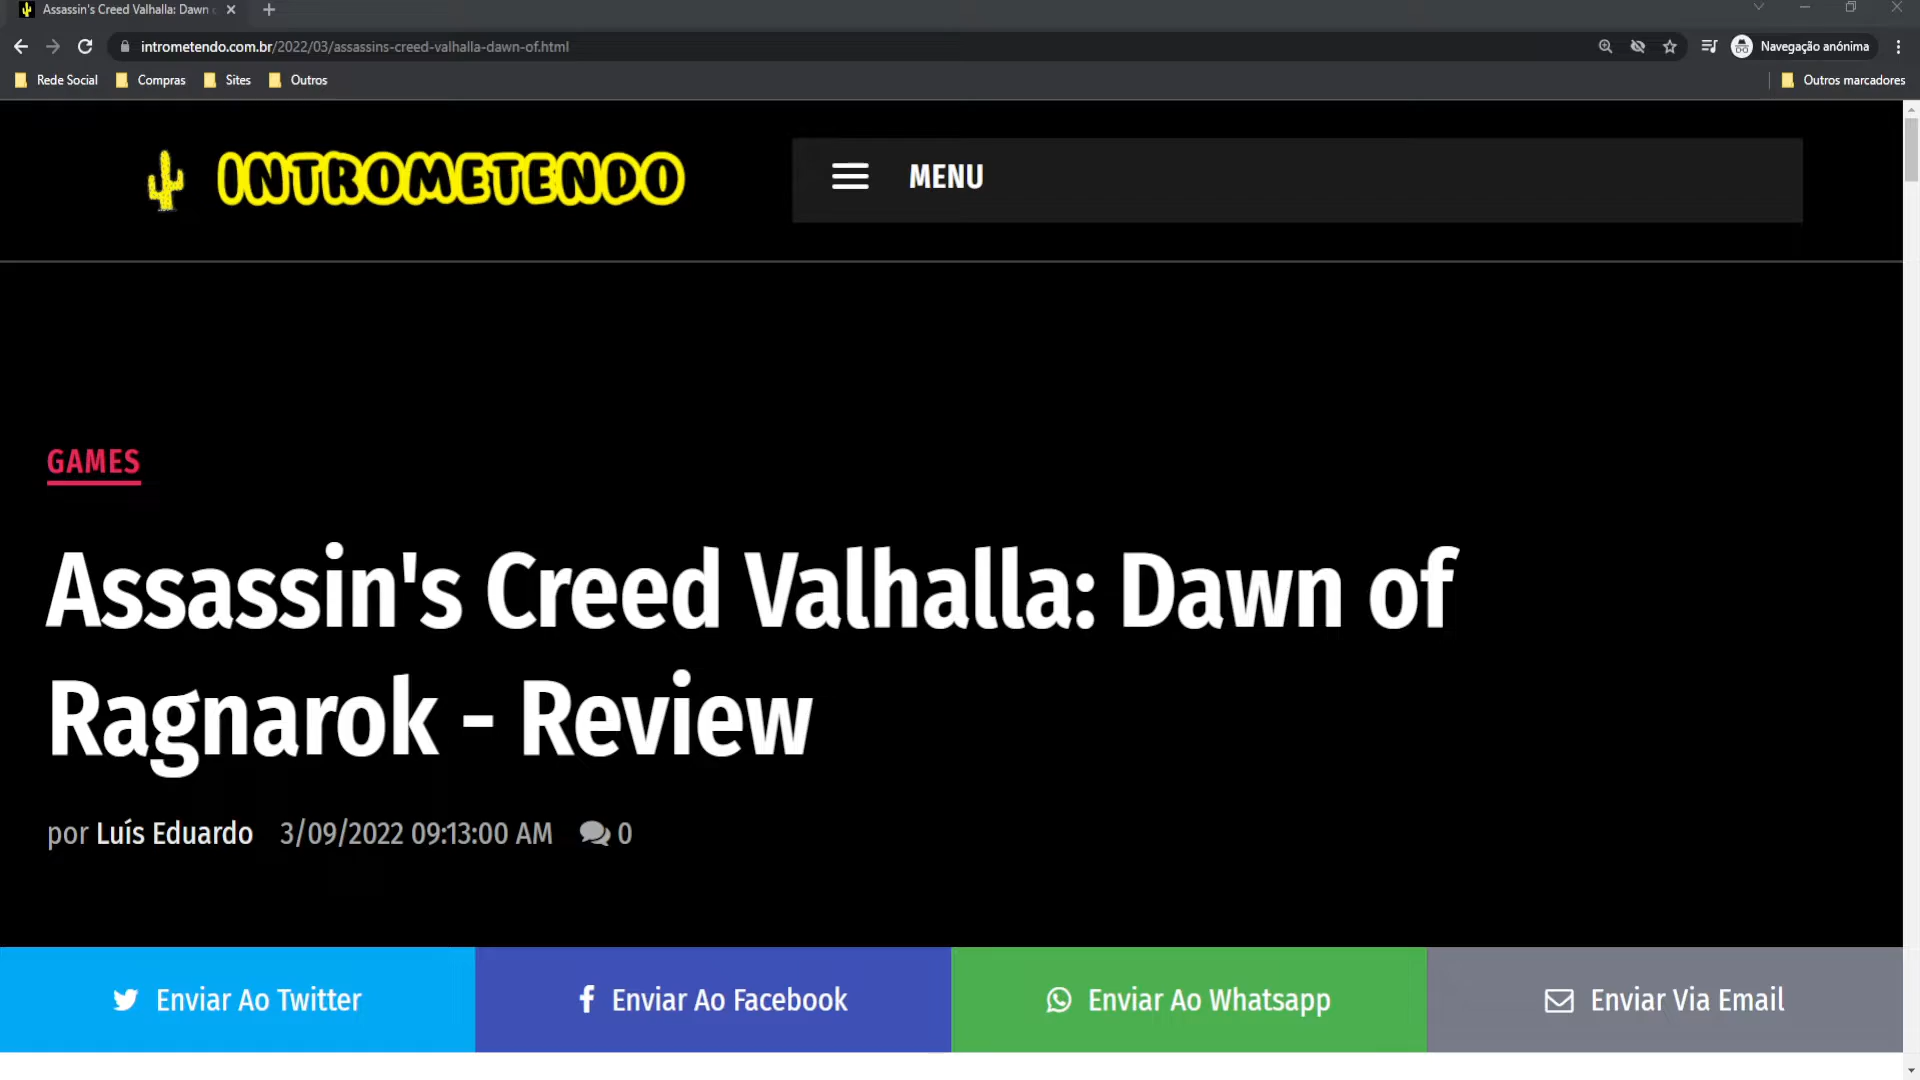 Assassin's Creed Valhalla: Dawn
intrometendo.com.br/2022/03/assassins-creed-valhalla-dawn-of.html
Navegação anónima
Rede Social
Compras
Sites
Outros
Outros marcadores
INTROMETENDO
MENU
GAMES
Assassin's Creed Valhalla: Dawn of
Ragnarok - Review
por Luís Eduardo 3/09/2022 09:13:00 AM 0
Enviar Ao Twitter
Enviar Ao Facebook
Enviar Ao Whatsapp
Enviar Via Email